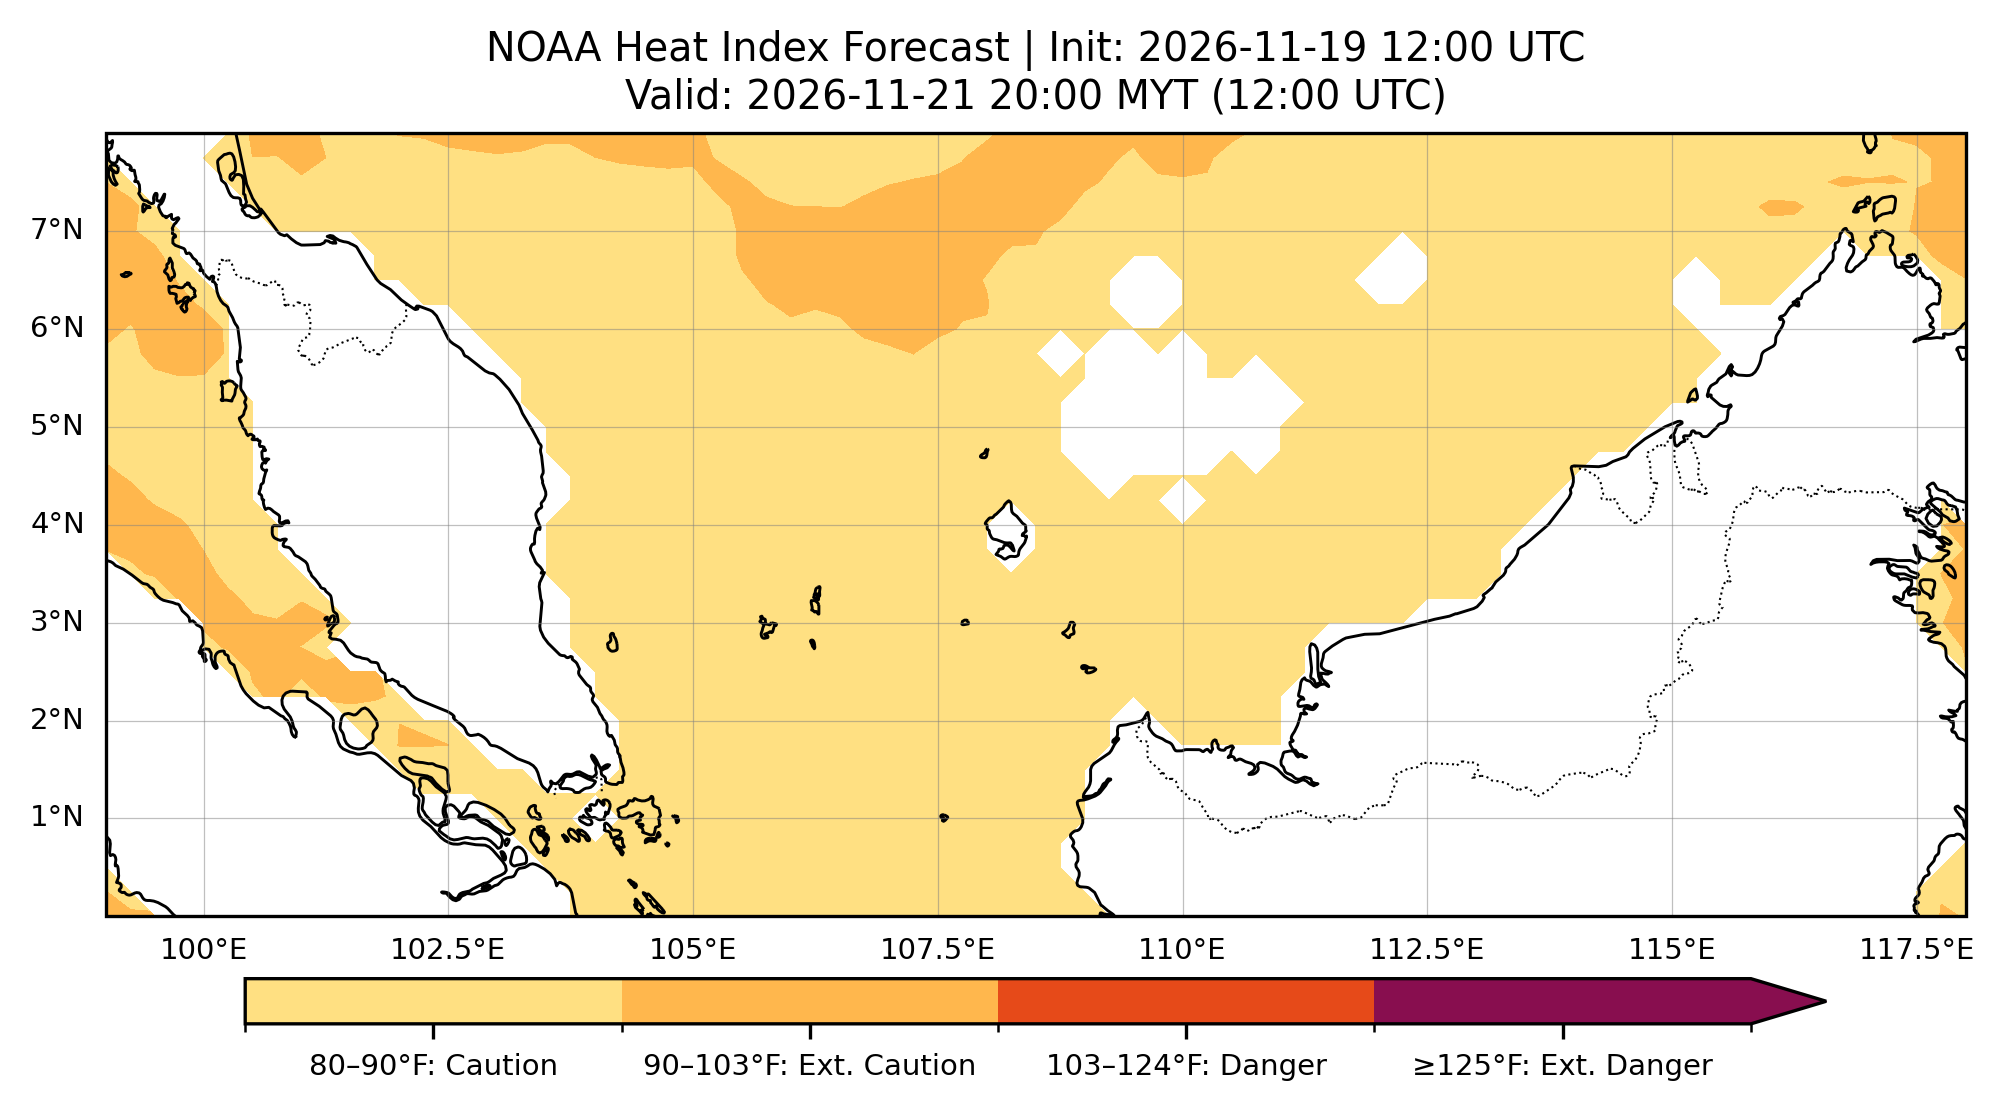 NOAA Heat Index Forecast | Init: 2026-11-19 12:00 UTC
Valid: 2026-11-21 20:00 MYT (12:00 UTC)
7°N
6°N
5°N
4°N
3°N
2°N
1°N
100°E 102.5°E 105°E 107.5°E 110°E 112.5°E 115°E 117.5°E
80–90°F: Caution 90–103°F: Ext. Caution 103–124°F: Danger ≥125°F: Ext. Danger